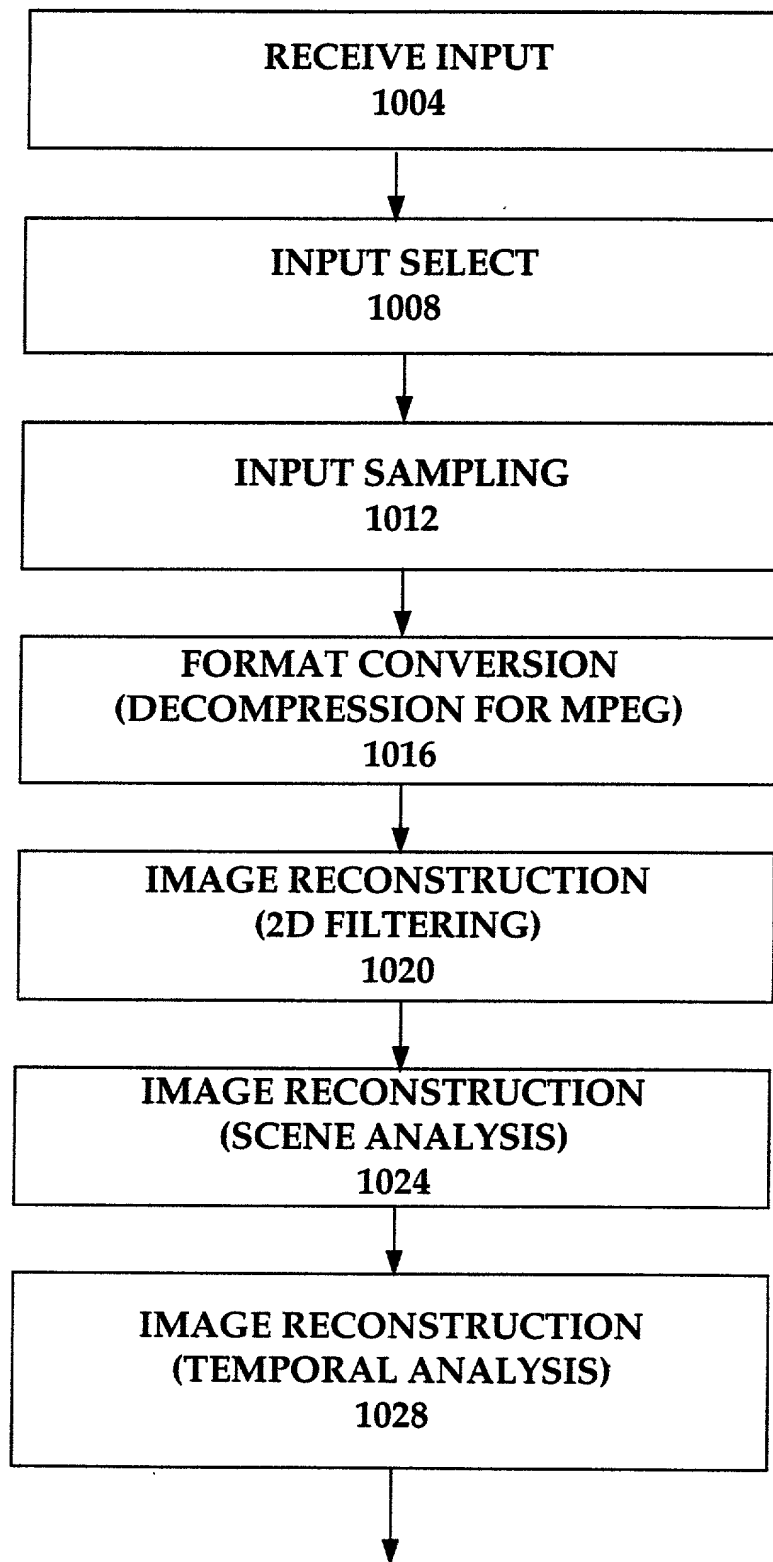 RECEIVE INPUT
1004
INPUT SELECT
1008
INPUT SAMPLING
1012
FORMAT CONVERSION
(DECOMPRESSION FOR MPEG)
1016
IMAGE RECONSTRUCTION
(2D FILTERING)
1020
IMAGE RECONSTRUCTION
(SCENE ANALYSIS)
1024
IMAGE RECONSTRUCTION
(TEMPORAL ANALYSIS)
1028